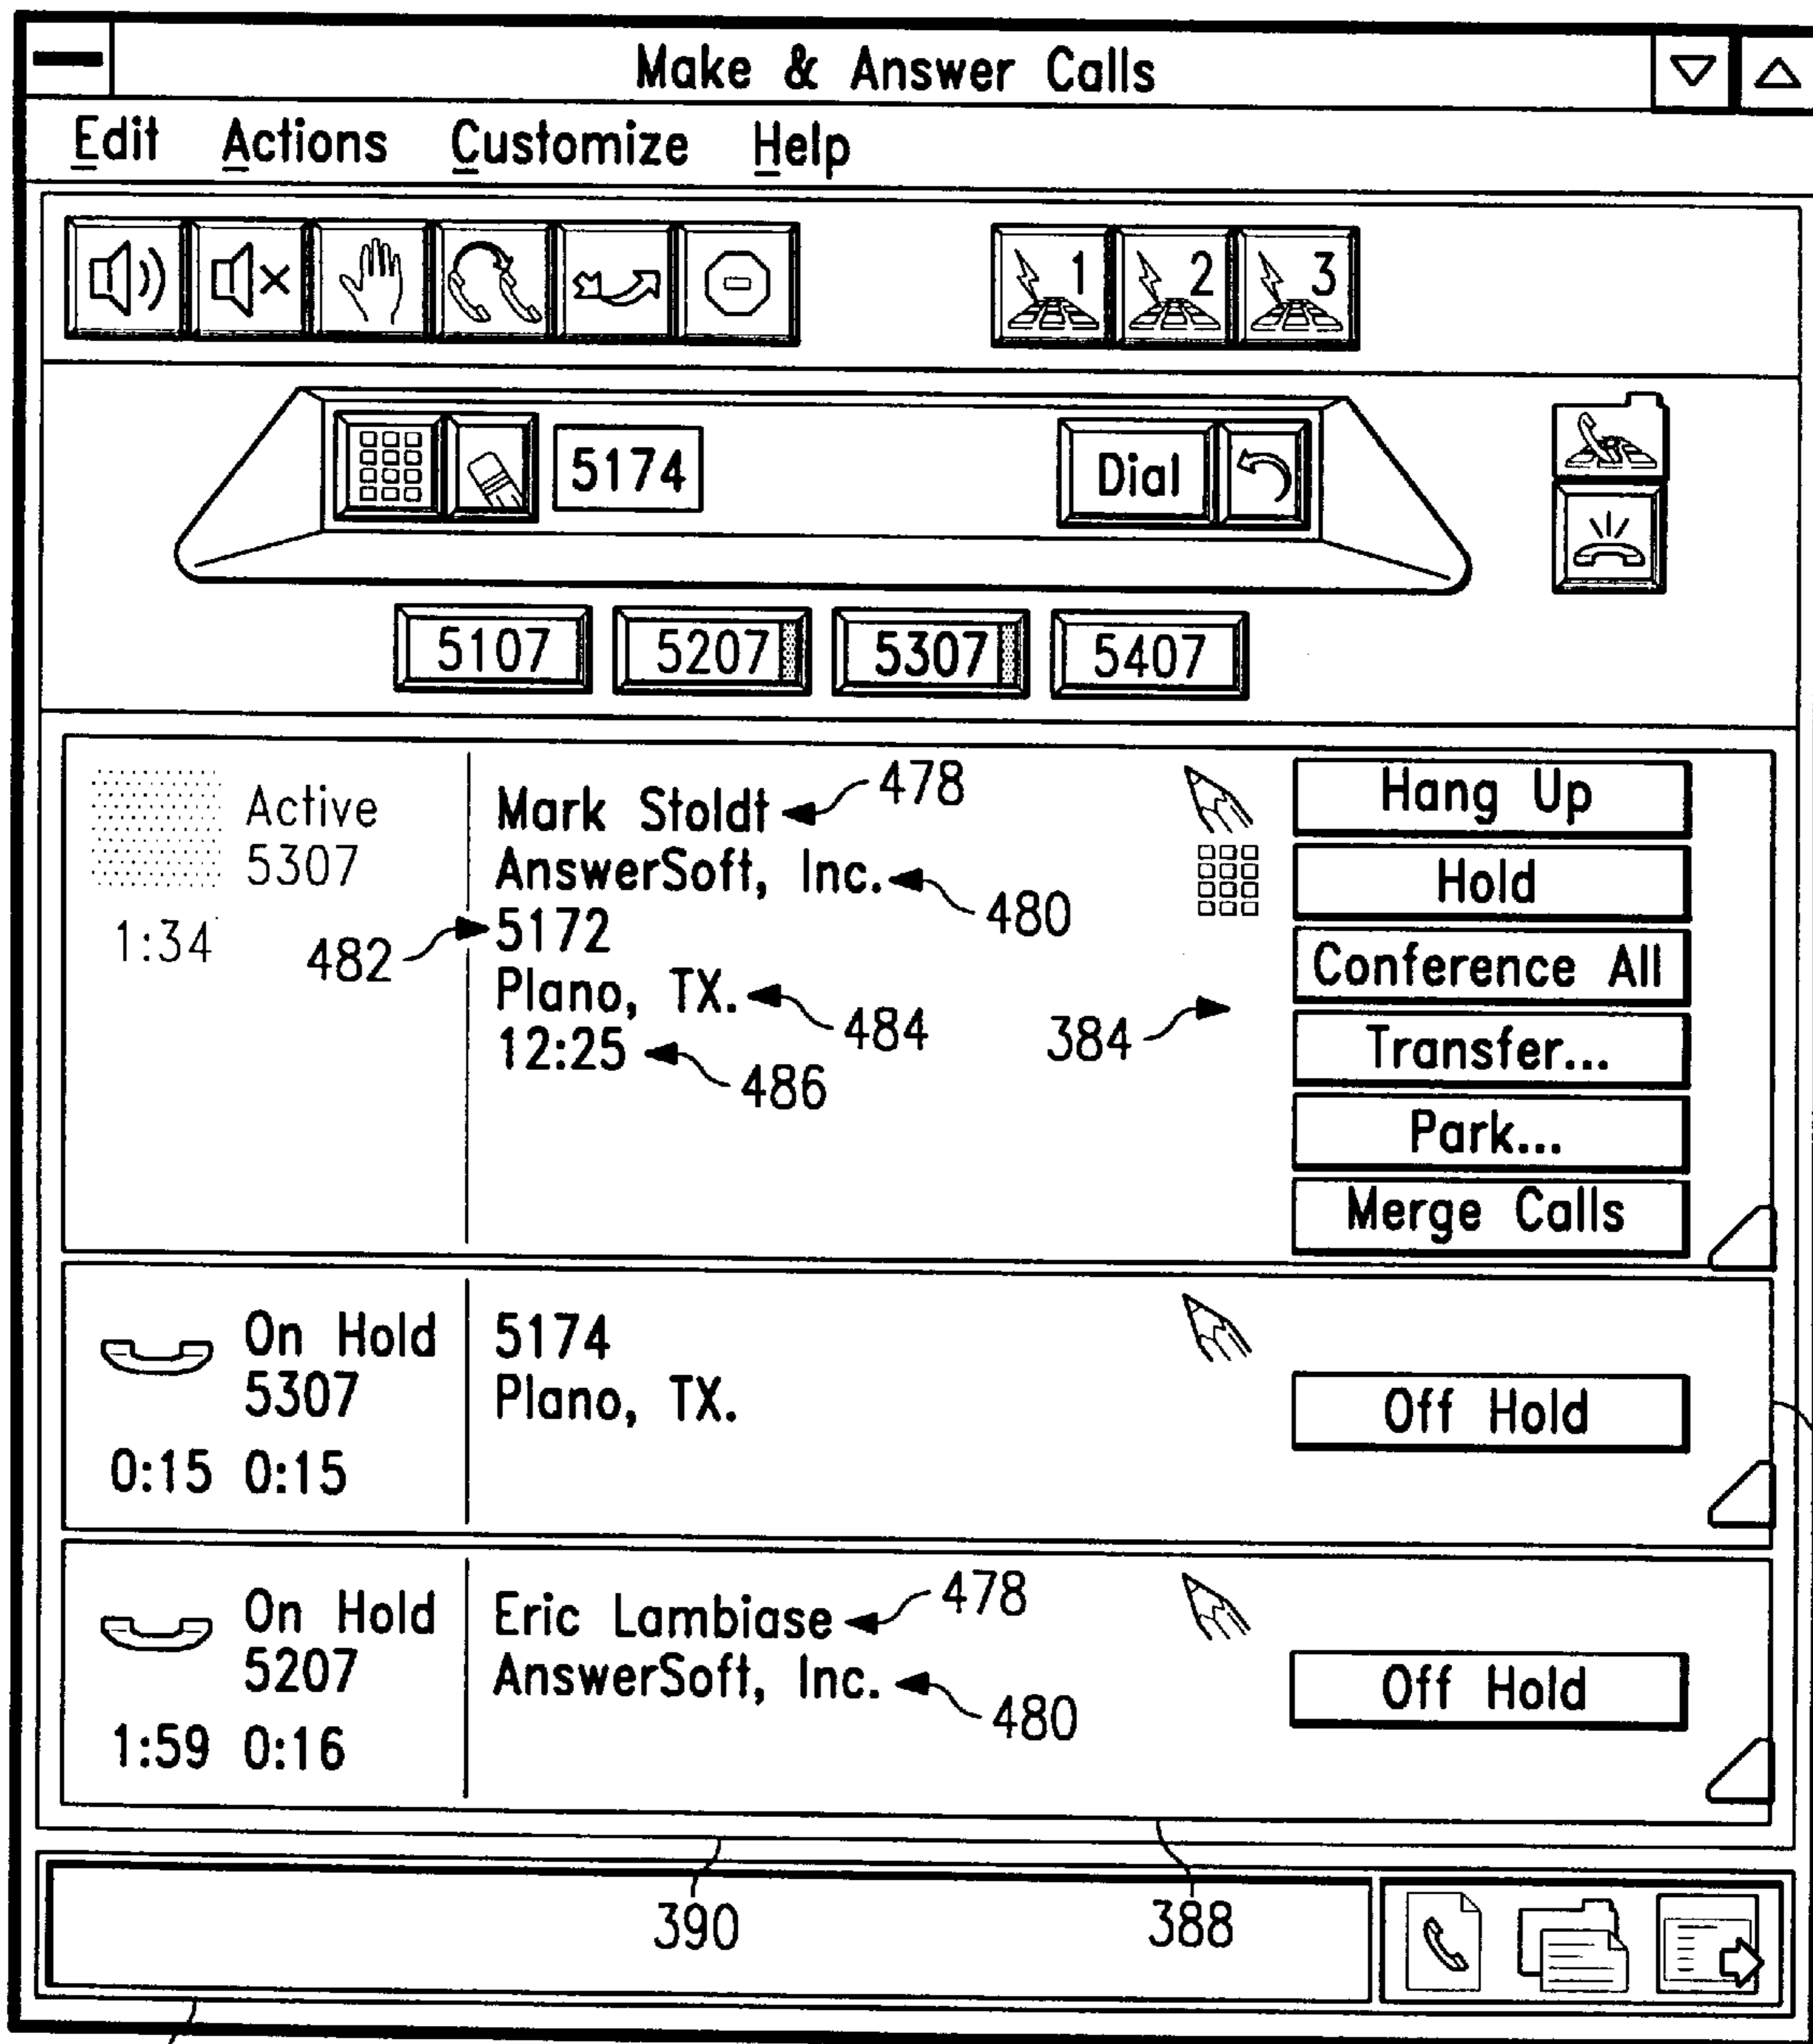 Make & Answer Calls
Edit Actions Customize Help
1 2 3
5174 Dial
5107 5207 5307 5407
Active
5307
1:34
Mark Stoldt 478
AnswerSoft, Inc. 480
482 5172
Plano, TX. 484
12:25 486
384
Hang Up
Hold
Conference All
Transfer...
Park...
Merge Calls
On Hold
5307
0:15 0:15
5174
Plano, TX.
Off Hold
On Hold
5207
1:59 0:16
Eric Lambiase 478
AnswerSoft, Inc. 480
Off Hold
390 388